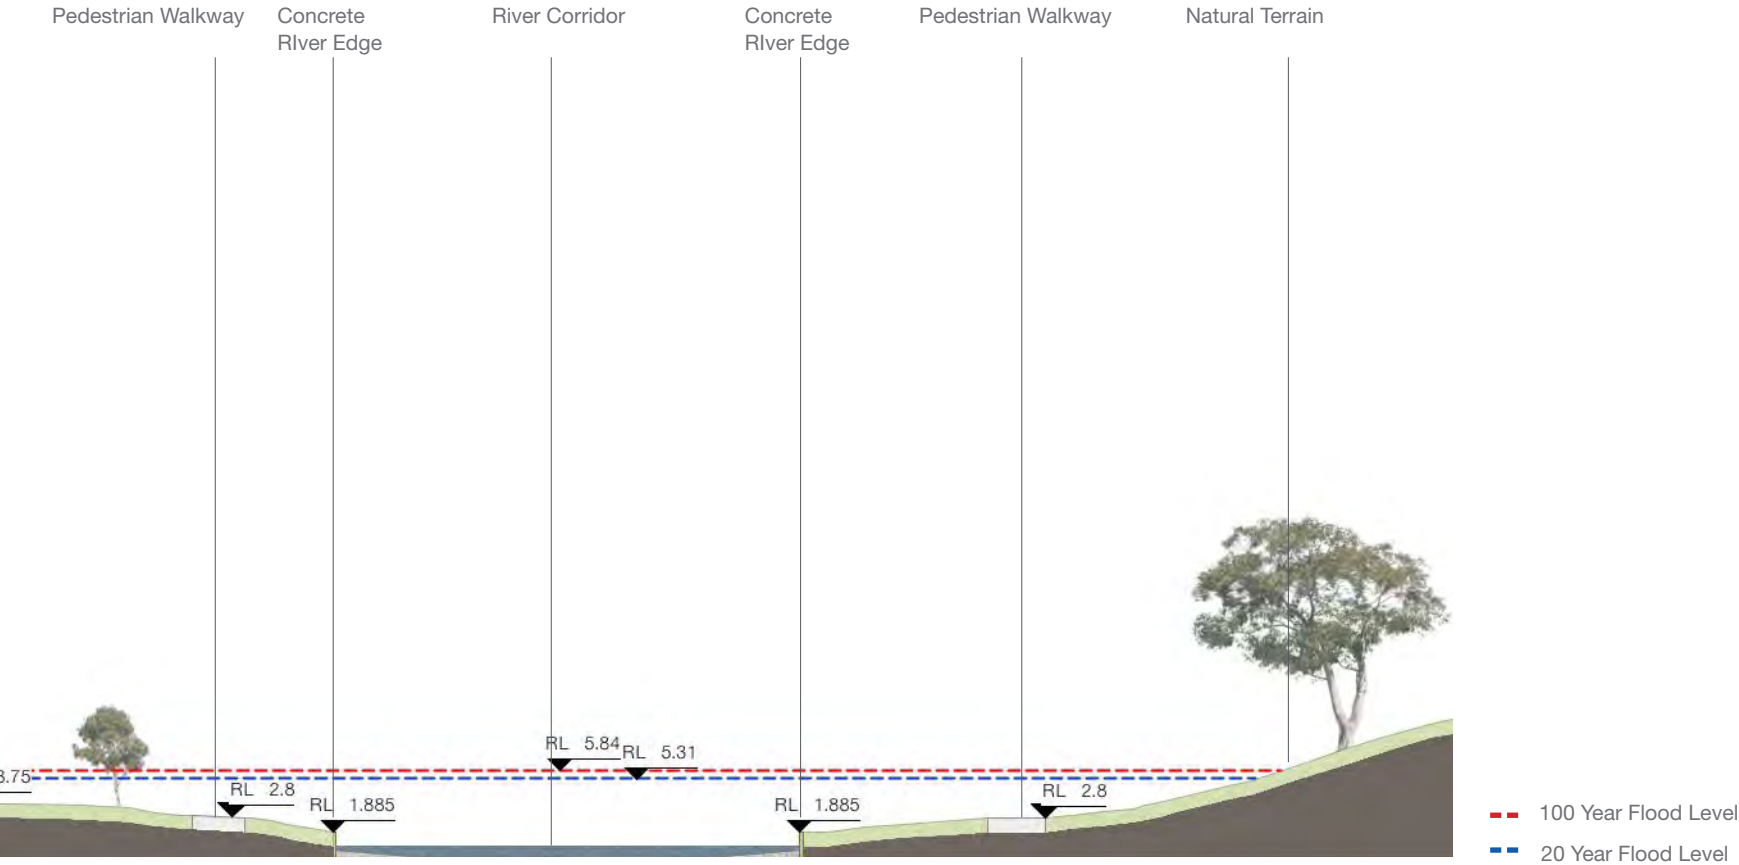 Pedestrian Walkway
Concrete
RIver Edge
River Corridor
Concrete
RIver Edge
Pedestrian Walkway
Natural Terrain
RL 5.84
RL 5.31
RL 2.8
RL 1.885
RL 1.885
RL 2.8
100 Year Flood Level
20 Year Flood Level